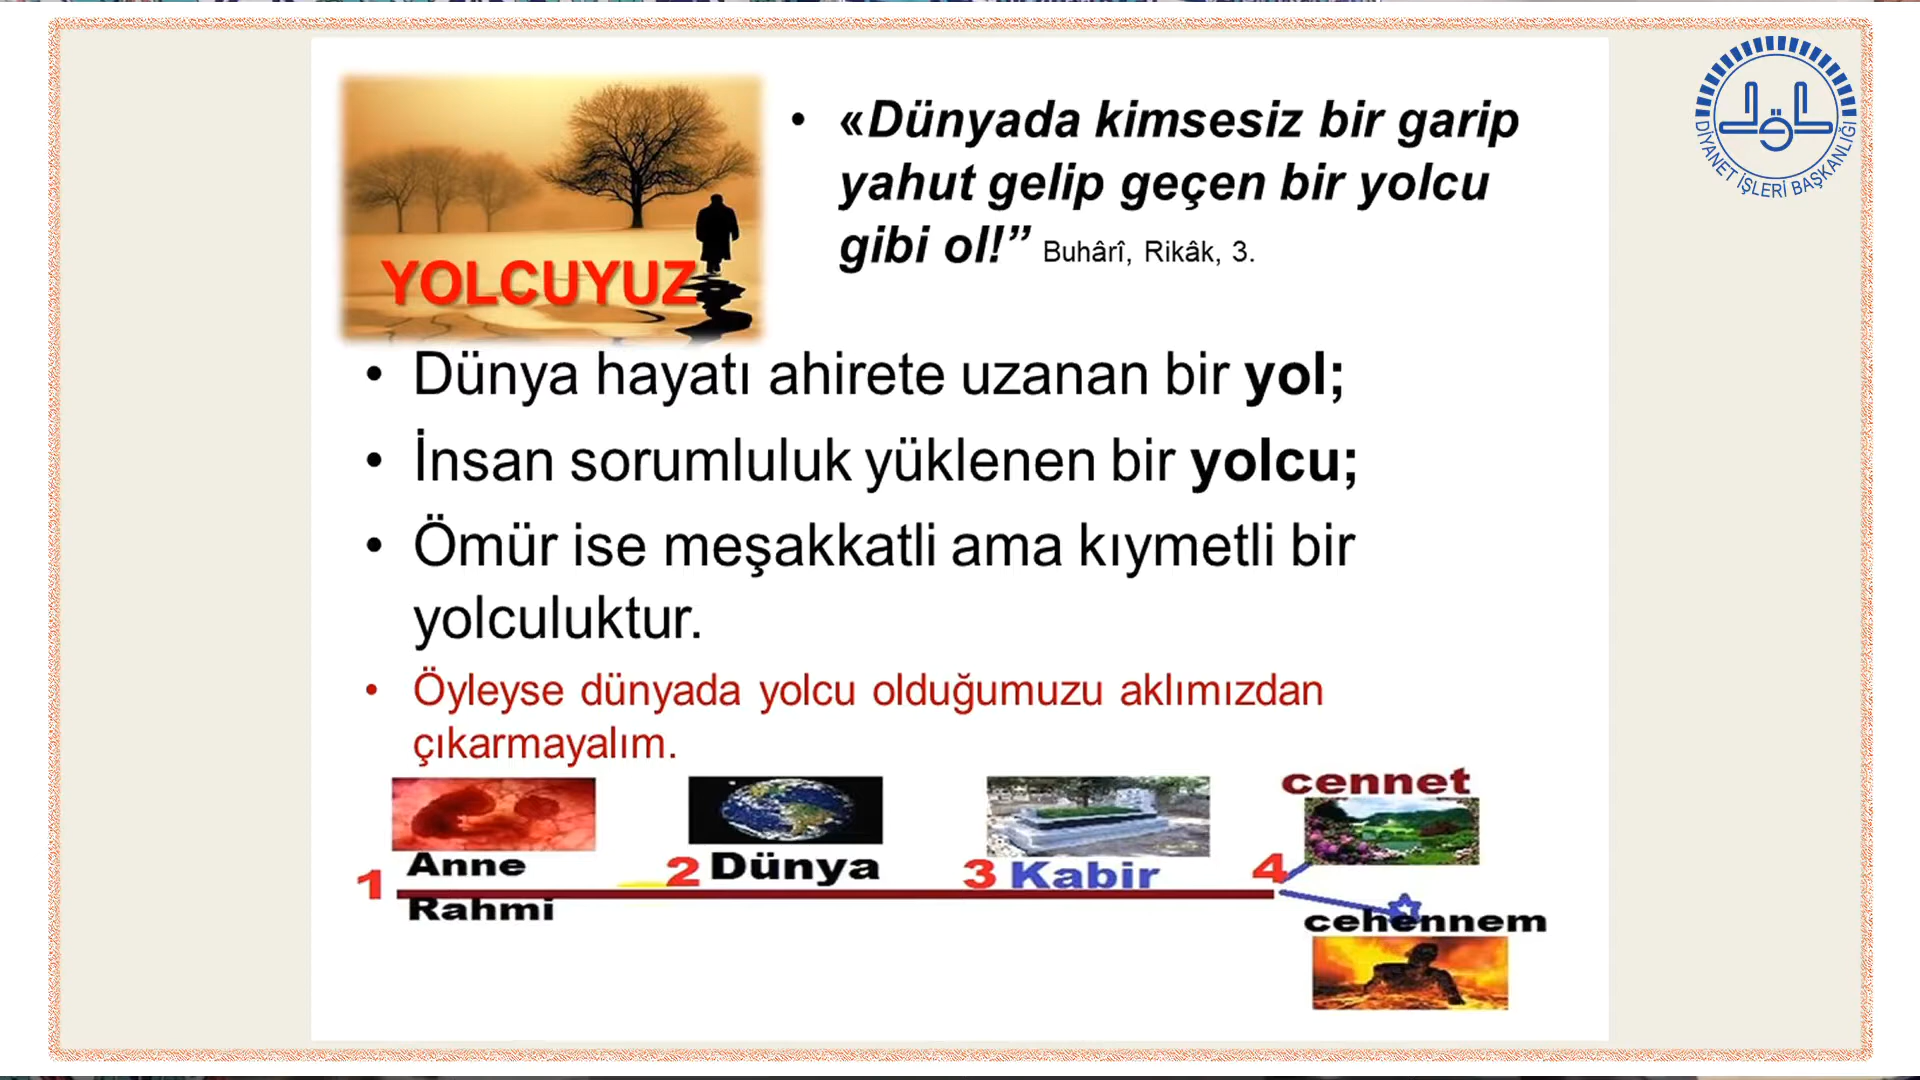 DİYANET İŞLERİ BAŞKANLIĞI
YOLCUYUZ
• «Dünyada kimsesiz bir garip
yahut gelip geçen bir yolcu
gibi ol!” Buhârî, Rikâk, 3.
• Dünya hayatı ahirete uzanan bir yol;
• İnsan sorumluluk yüklenen bir yolcu;
• Ömür ise meşakkatli ama kıymetli bir
yolculuktur.
• Öyleyse dünyada yolcu olduğumuzu aklımızdan
çıkarmayalım.
1 Anne
Rahmi
2 Dünya
3 Kabir
4
cennet
cehennem